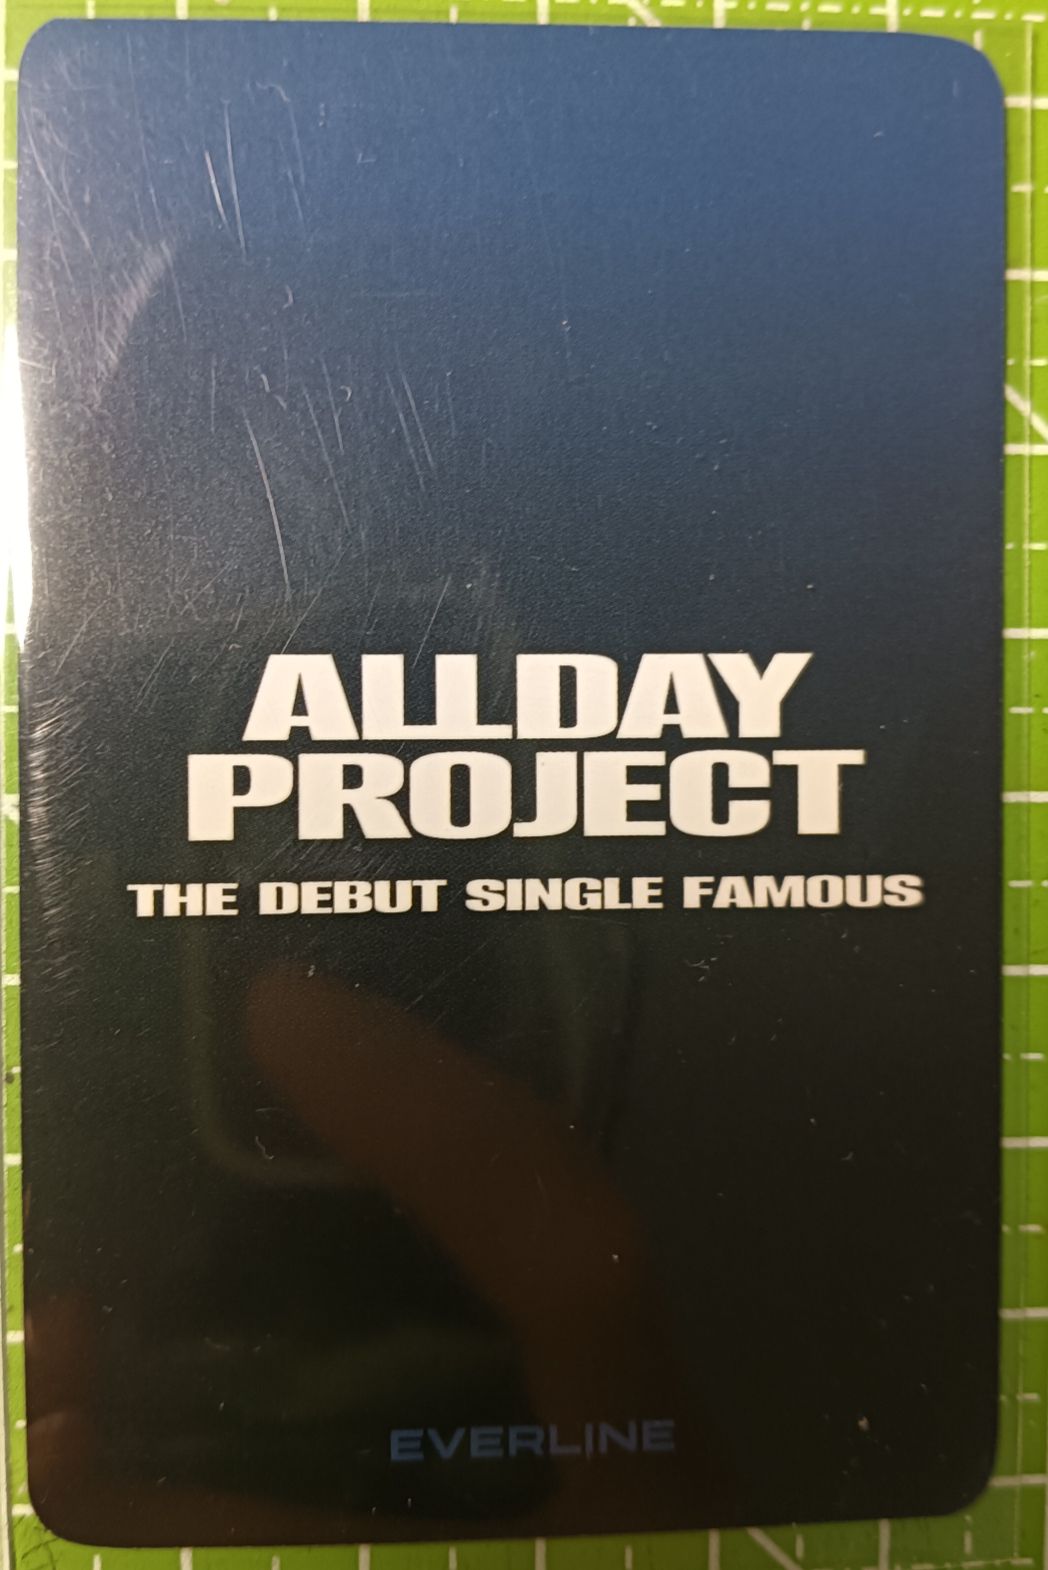 ALLDAY
PROJECT
THE DEBUT SINGLE FAMOUS
EVERLINE